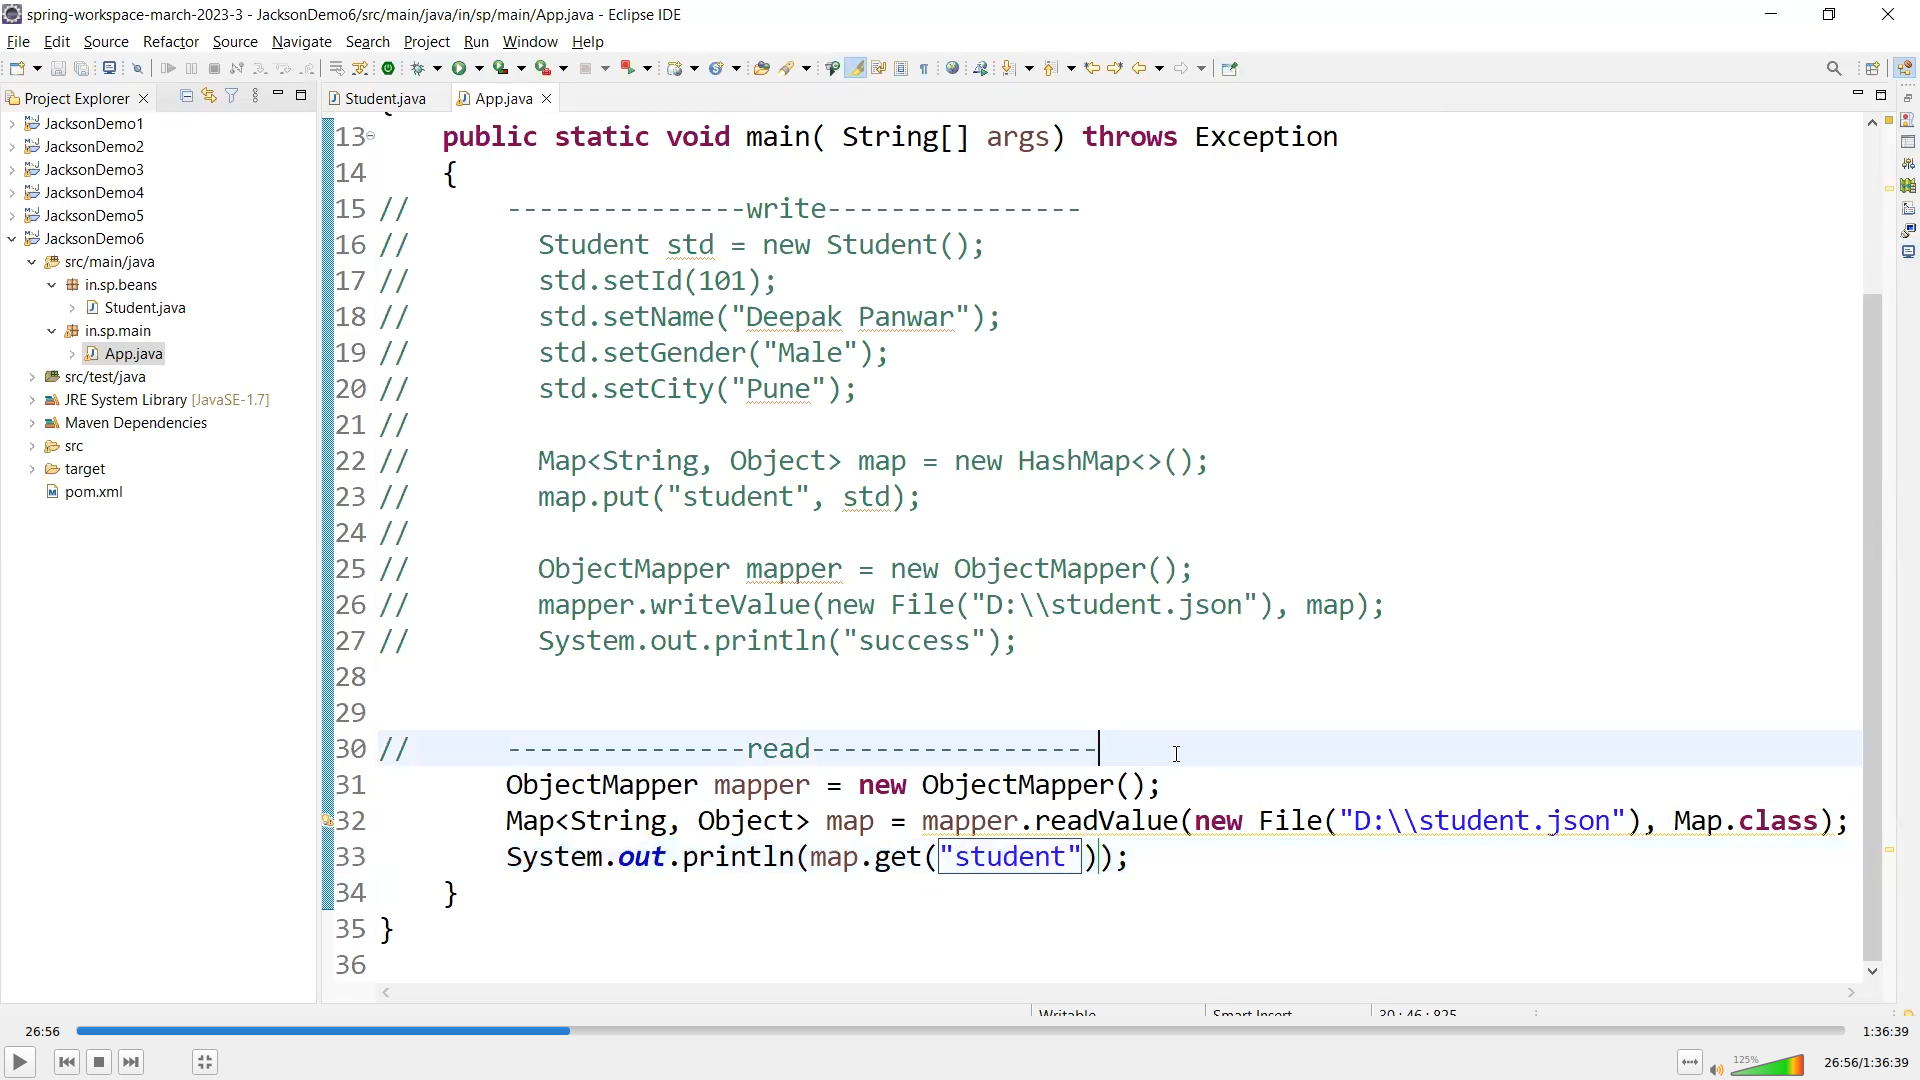 spring-workspace-march-2023-3 - JacksonDemo6/src/main/java/in/sp/main/App.java - Eclipse IDE
File Edit Source Refactor Source Navigate Search Project Run Window Help
Project Explorer
JacksonDemo1
JacksonDemo2
JacksonDemo3
JacksonDemo4
JacksonDemo5
JacksonDemo6
src/main/java
in.sp.beans
Student.java
in.sp.main
App.java
src/test/java
JRE System Library [JavaSE-1.7]
Maven Dependencies
src
target
pom.xml
Student.java App.java
13 public static void main( String[] args) throws Exception
14 {
15 // ---------------write----------------
16 // Student std = new Student();
17 // std.setId(101);
18 // std.setName("Deepak Panwar");
19 // std.setGender("Male");
20 // std.setCity("Pune");
21 //
22 // Map<String, Object> map = new HashMap<>();
23 // map.put("student", std);
24 //
25 // ObjectMapper mapper = new ObjectMapper();
26 // mapper.writeValue(new File("D:\\student.json"), map);
27 // System.out.println("success");
28
29
30 // ---------------read------------------
31 ObjectMapper mapper = new ObjectMapper();
32 Map<String, Object> map = mapper.readValue(new File("D:\\student.json"), Map.class);
33 System.out.println(map.get("student"));
34 }
35 }
36
Writable Smart Insert 30 : 46 : 825
26:56 1:36:39
125% 26:56/1:36:39